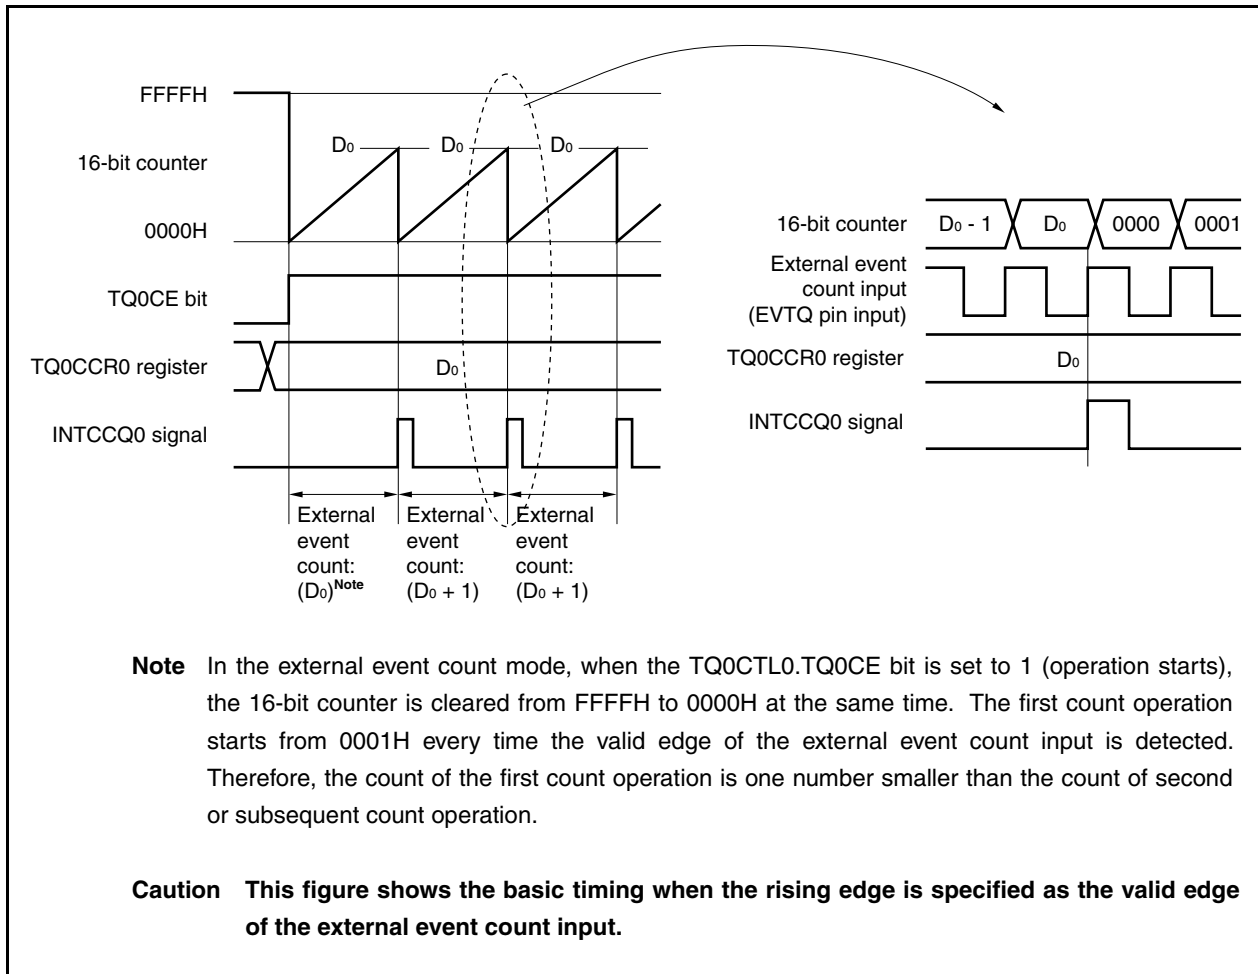 FFFFH
D0 D0 D0
16-bit counter
0000H
TQ0CE bit
TQ0CCR0 register
D0
INTCCQ0 signal
External event count: (D0)Note
External event count: (D0 + 1)
External event count: (D0 + 1)
16-bit counter
D0 - 1 D0 0000 0001
External event
count input
(EVTQ pin input)
TQ0CCR0 register
D0
INTCCQ0 signal
Note In the external event count mode, when the TQ0CTL0.TQ0CE bit is set to 1 (operation starts),
the 16-bit counter is cleared from FFFFH to 0000H at the same time. The first count operation
starts from 0001H every time the valid edge of the external event count input is detected.
Therefore, the count of the first count operation is one number smaller than the count of second
or subsequent count operation.
Caution This figure shows the basic timing when the rising edge is specified as the valid edge
of the external event count input.